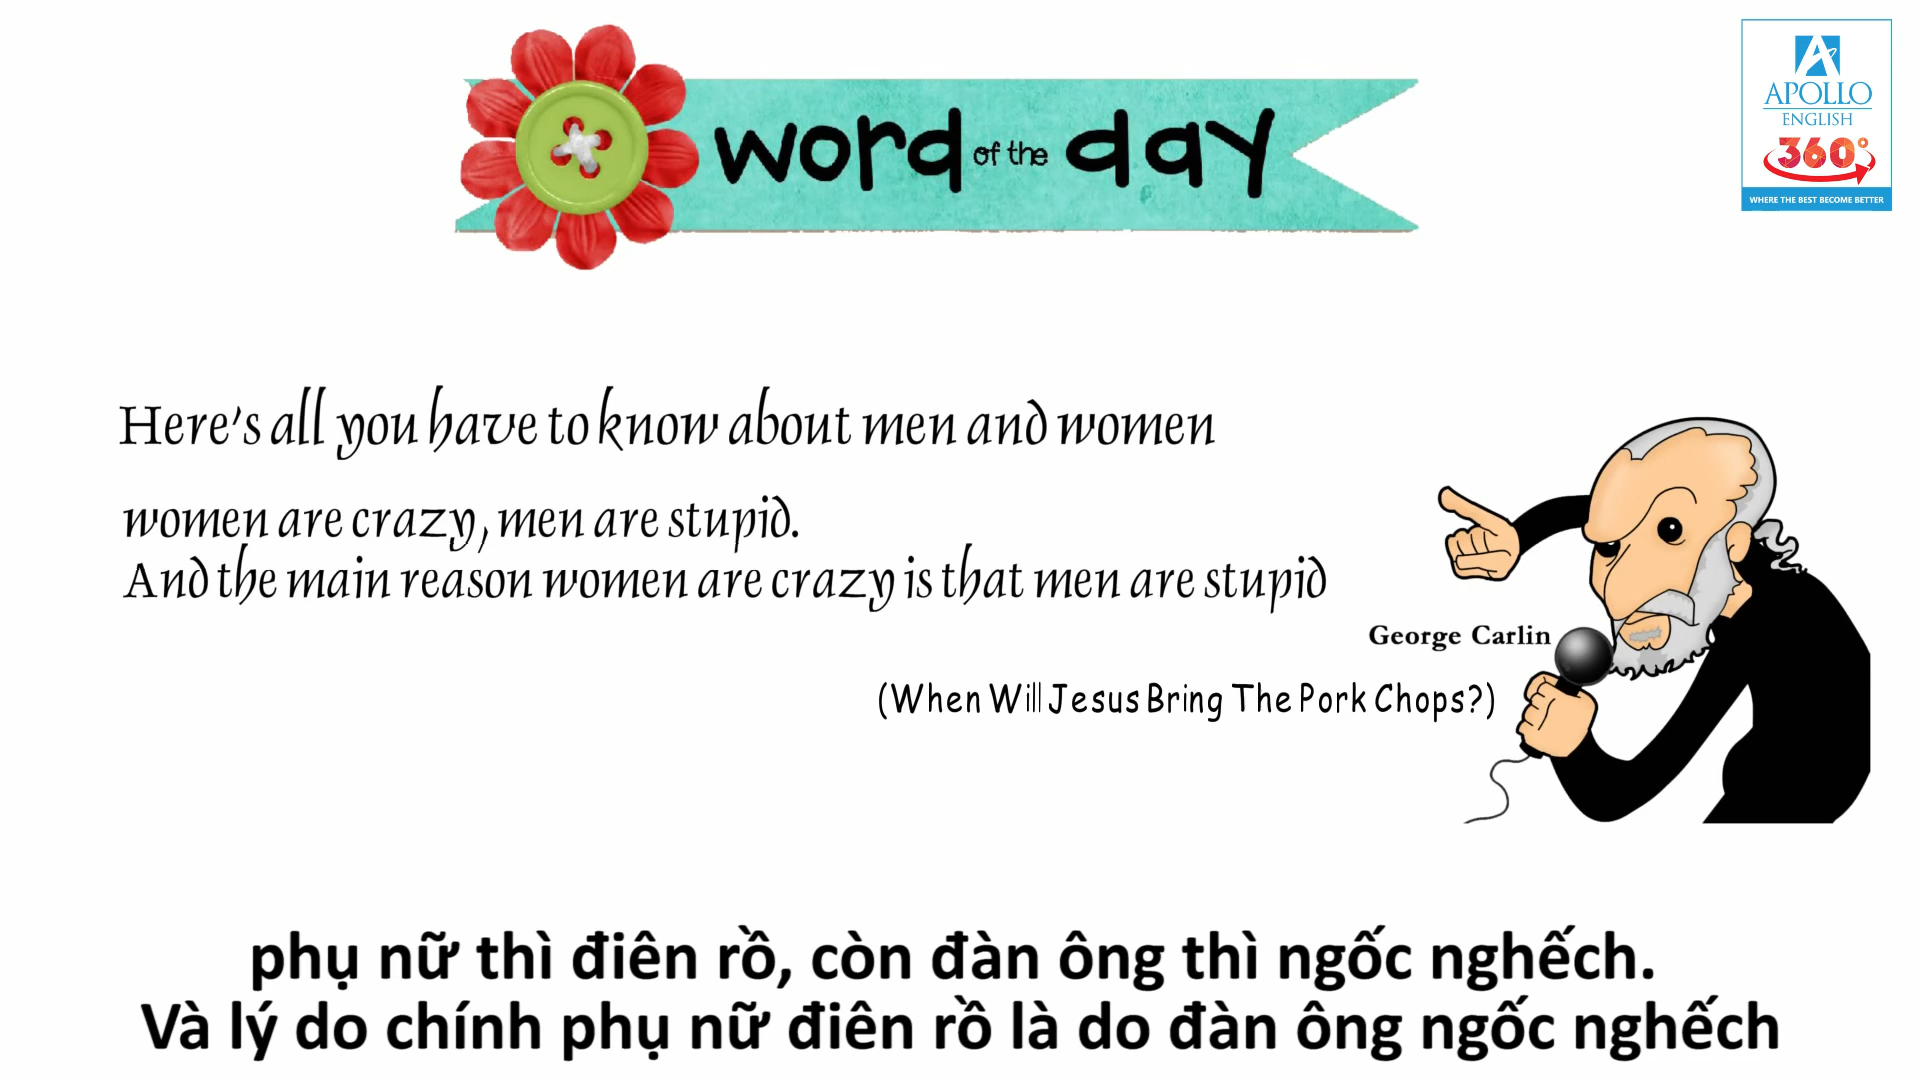 word of the day
APOLLO
ENGLISH
360°
WHERE THE BEST BECOME BETTER
Here's all you have to know about men and women
women are crazy, men are stupid.
And the main reason women are crazy is that men are stupid
George Carlin
(When Will Jesus Bring The Pork Chops?)
phụ nữ thì điên rồ, còn đàn ông thì ngốc nghếch.
Và lý do chính phụ nữ điên rồ là do đàn ông ngốc nghếch